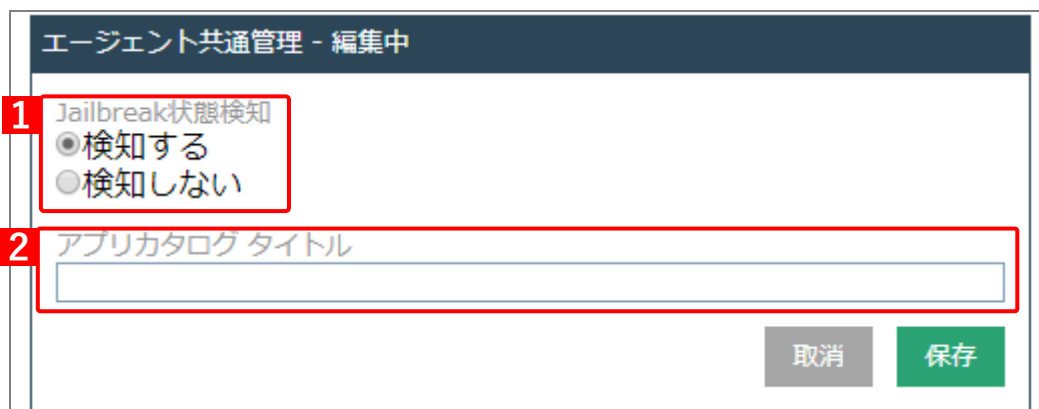 エージェント共通管理 - 編集中
1
Jailbreak状態検知
検知する
検知しない
2
アプリカタログ タイトル
取消
保存